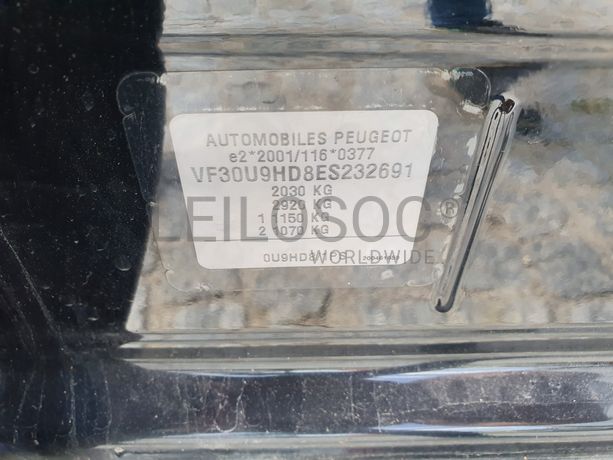 AUTOMOBILES PEUGEOT
e2*2001/116*0377
VF30U9HD8ES232691
2030 KG
2920 KG
1 1150 KG
2 1070 KG
LEILOSOC®
WORLDWIDE